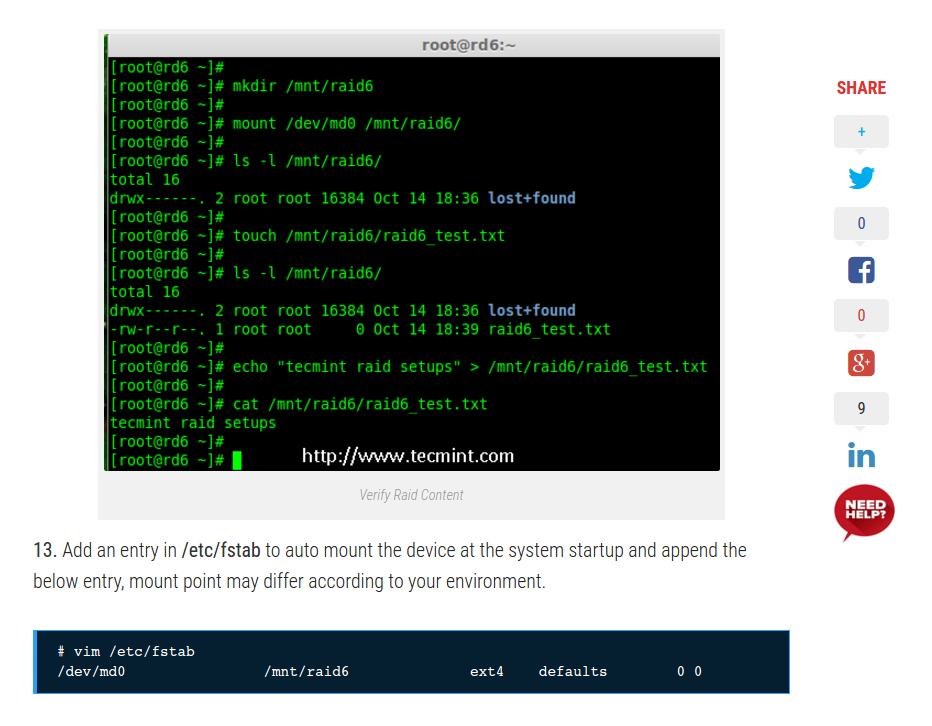 root@rd6:~
[root@rd6 ~]#
[root@rd6 ~]# mkdir /mnt/raid6
[root@rd6 ~]#
[root@rd6 ~]# mount /dev/md0 /mnt/raid6/
[root@rd6 ~]#
[root@rd6 ~]# ls -l /mnt/raid6/
total 16
drwx------. 2 root root 16384 Oct 14 18:36 lost+found
[root@rd6 ~]#
[root@rd6 ~]# touch /mnt/raid6/raid6_test.txt
[root@rd6 ~]#
[root@rd6 ~]# ls -l /mnt/raid6/
total 16
drwx------. 2 root root 16384 Oct 14 18:36 lost+found
-rw-r--r--. 1 root root     0 Oct 14 18:39 raid6_test.txt
[root@rd6 ~]#
[root@rd6 ~]# echo "tecmint raid setups" > /mnt/raid6/raid6_test.txt
[root@rd6 ~]#
[root@rd6 ~]# cat /mnt/raid6/raid6_test.txt
tecmint raid setups
[root@rd6 ~]#
[root@rd6 ~]#
http://www.tecmint.com
Verify Raid Content
13. Add an entry in /etc/fstab to auto mount the device at the system startup and append the
below entry, mount point may differ according to your environment.
# vim /etc/fstab
/dev/md0                /mnt/raid6              ext4    defaults        0 0
SHARE
+
0
f
0
g+
9
in
NEED
HELP?